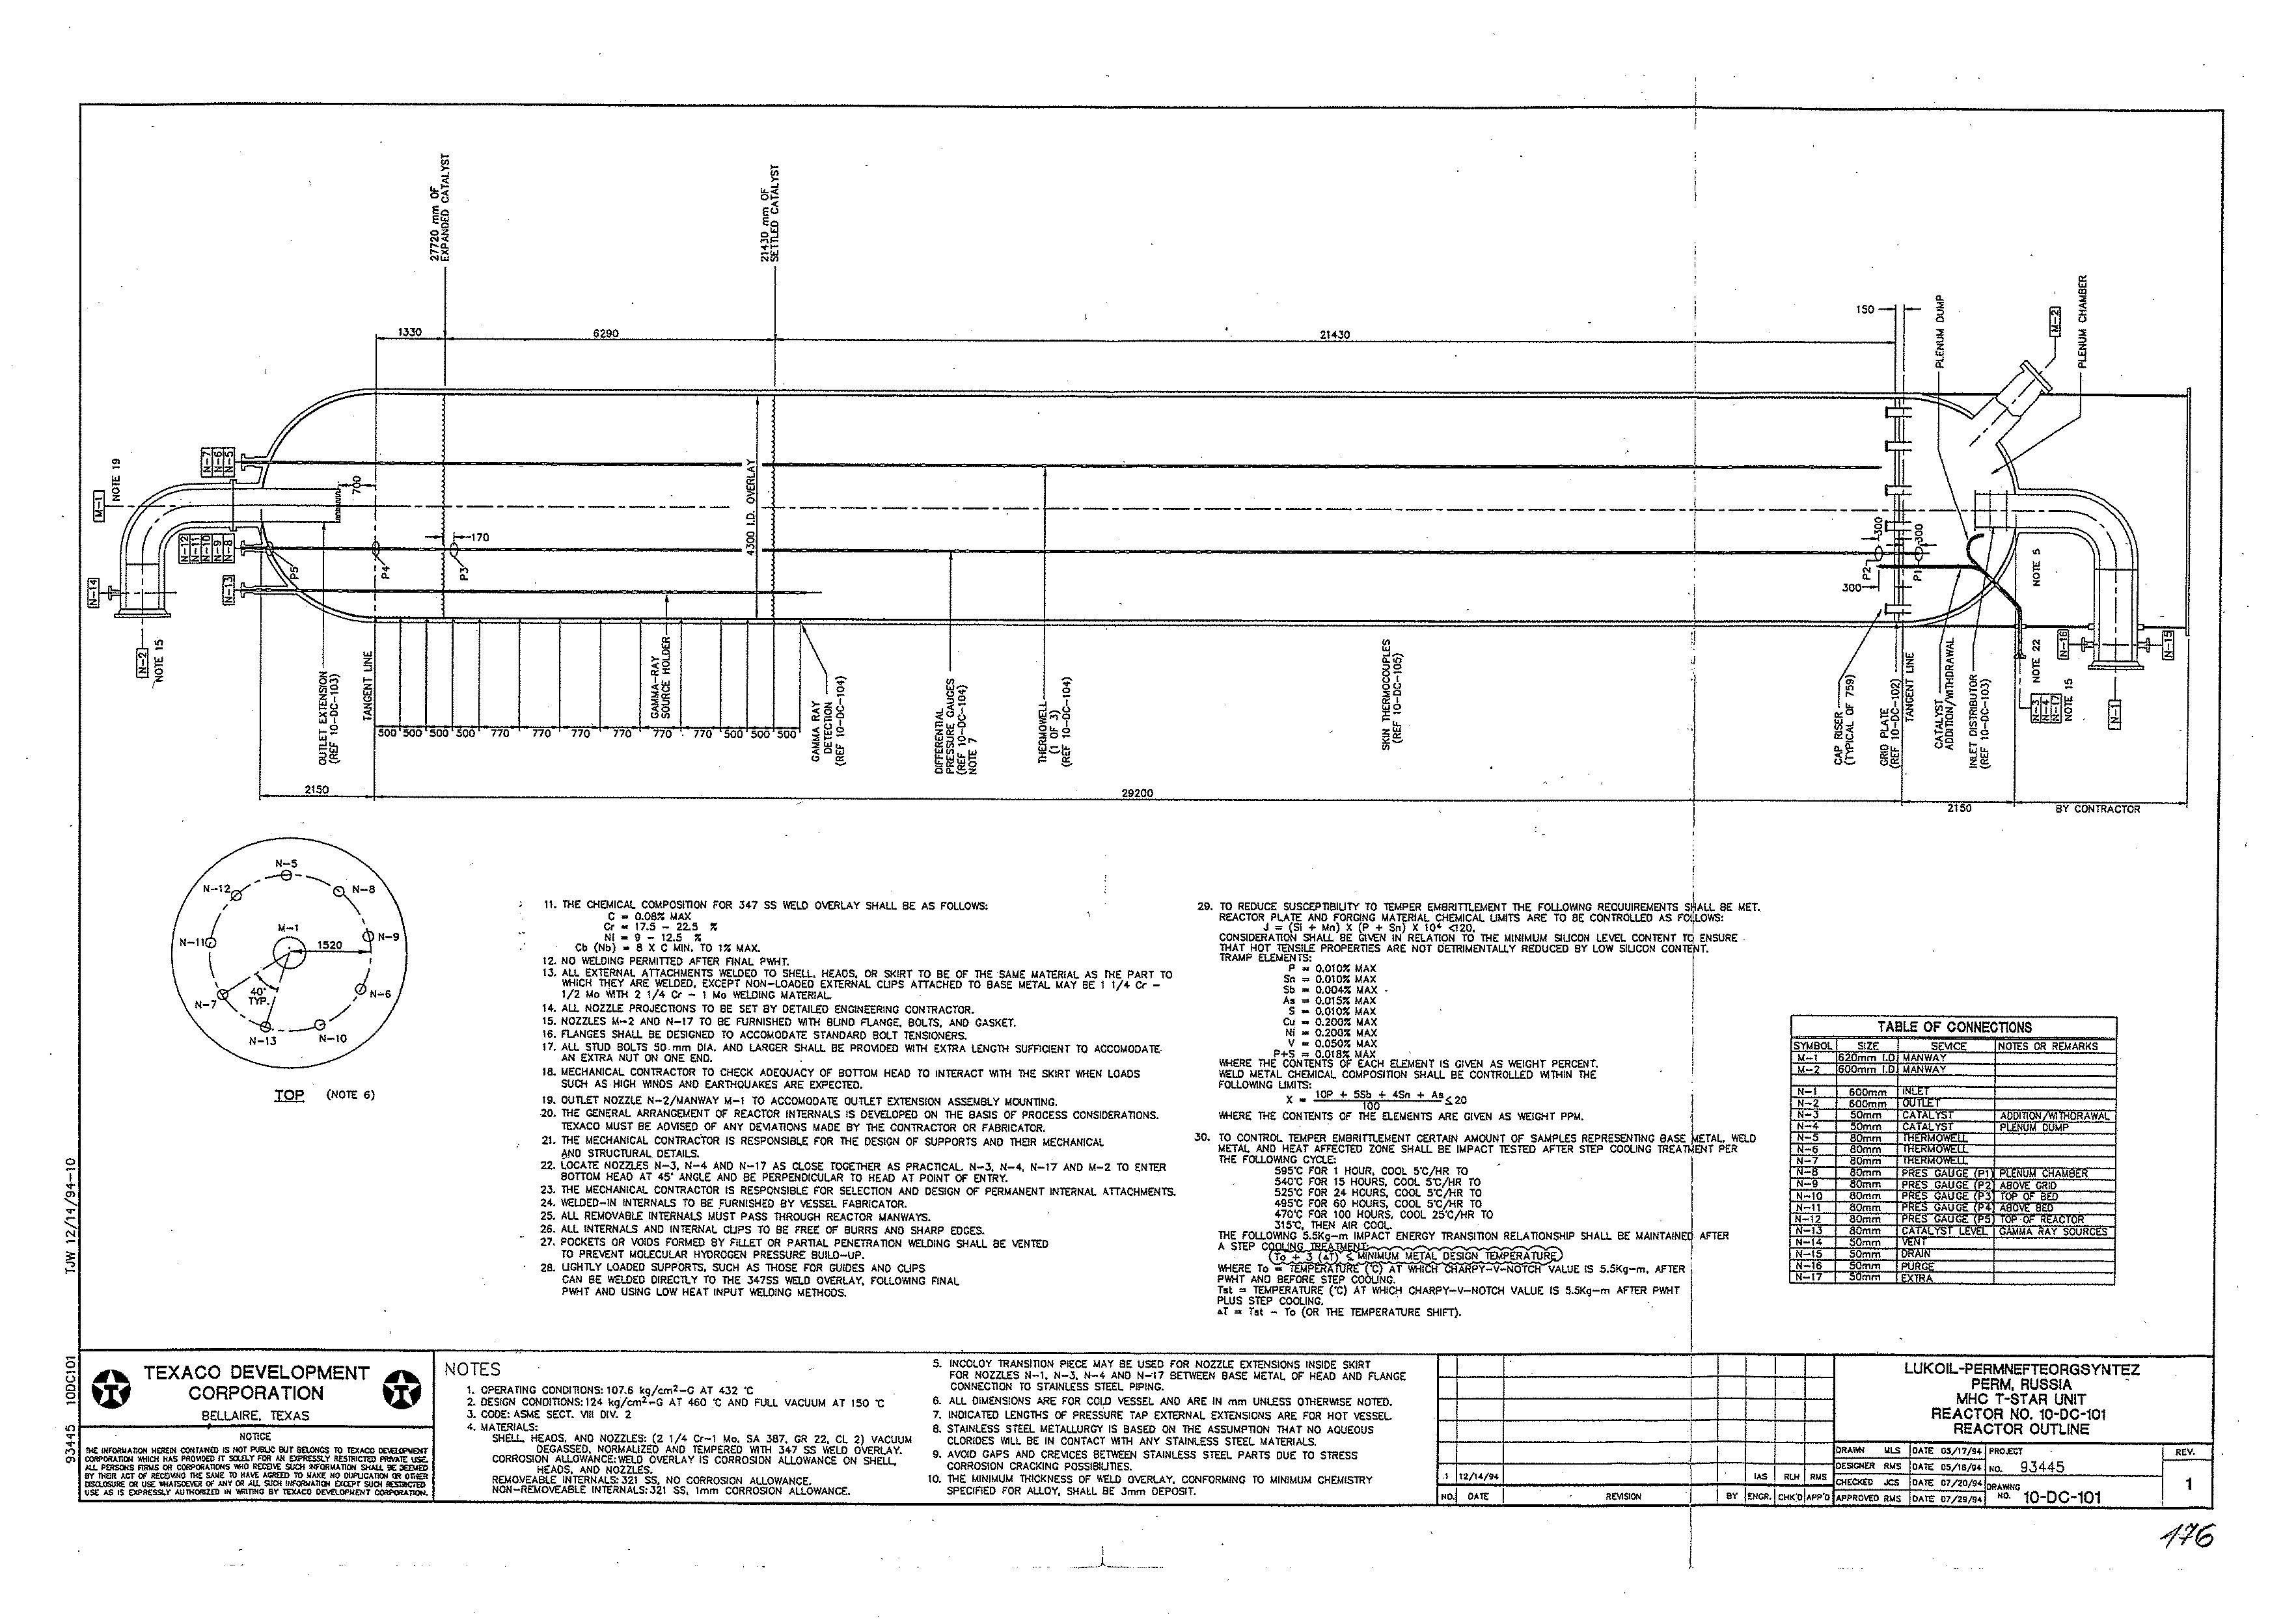 27720 mm OF
EXPANDED CATALYST
21430 mm OF
SETTLED CATALYST
1330
6290
21430
150
PLENUM DUMP
M-2
PLENUM CHAMBER
N-7
N-6
N-5
M-1
NOTE 19
700
4300 I.D. OVERLAY
N-12
N-11
N-10
N-9
N-8
170
P5
P4
P3
300
300
P2
P1
300
N-13
N-14
N-2
NOTE 15
NOTE 5
N-16
N-15
NOTE 22
N-3
N-4
N-17
NOTE 15
N-1
OUTLET EXTENSION
(REF 10-DC-103)
TANGENT LINE
500 500 500 500 770 770 770 770 770 770 500 500 500
GAMMA-RAY
SOURCE HOLDER
GAMMA RAY
DETECTION
(REF 10-DC-104)
DIFFERENTIAL
PRESSURE GAUGES
(REF 10-DC-104)
NOTE 7
THERMOWELL
(1 OF 3)
(REF 10-DC-104)
SKIN THERMOCOUPLES
(REF 10-DC-105)
CAP RISER
(TYPICAL OF 759)
GRID PLATE
(REF 10-DC-102)
TANGENT LINE
CATALYST
ADDITION/WITHDRAWAL
INLET DISTRIBUTOR
(REF 10-DC-103)
2150
29200
2150
BY CONTRACTOR
N-5
N-12
N-8
M-1
N-11
N-9
1520
40°
TYP.
N-7
N-6
N-13
N-10
TOP (NOTE 6)
11. THE CHEMICAL COMPOSITION FOR 347 SS WELD OVERLAY SHALL BE AS FOLLOWS:
C = 0.08% MAX
Cr = 17.5 - 22.5 %
Ni = 9 - 12.5 %
Cb (Nb) = 8 X C MIN. TO 1% MAX.
12. NO WELDING PERMITTED AFTER FINAL PWHT.
13. ALL EXTERNAL ATTACHMENTS WELDED TO SHELL, HEADS, OR SKIRT TO BE OF THE SAME MATERIAL AS THE PART TO
WHICH THEY ARE WELDED, EXCEPT NON-LOADED EXTERNAL CLIPS ATTACHED TO BASE METAL MAY BE 1 1/4 Cr -
1/2 Mo WITH 2 1/4 Cr - 1 Mo WELDING MATERIAL
14. ALL NOZZLE PROJECTIONS TO BE SET BY DETAILED ENGINEERING CONTRACTOR.
15. NOZZLES M-2 AND N-17 TO BE FURNISHED WITH BLIND FLANGE, BOLTS, AND GASKET.
16. FLANGES SHALL BE DESIGNED TO ACCOMODATE STANDARD BOLT TENSIONERS.
17. ALL STUD BOLTS 50 mm DIA. AND LARGER SHALL BE PROVIDED WITH EXTRA LENGTH SUFFICIENT TO ACCOMODATE
AN EXTRA NUT ON ONE END.
18. MECHANICAL CONTRACTOR TO CHECK ADEQUACY OF BOTTOM HEAD TO INTERACT WITH THE SKIRT WHEN LOADS
SUCH AS HIGH WINDS AND EARTHQUAKES ARE EXPECTED.
19. OUTLET NOZZLE N-2/MANWAY M-1 TO ACCOMODATE OUTLET EXTENSION ASSEMBLY MOUNTING.
20. THE GENERAL ARRANGEMENT OF REACTOR INTERNALS IS DEVELOPED ON THE BASIS OF PROCESS CONSIDERATIONS.
TEXACO MUST BE ADVISED OF ANY DEVIATIONS MADE BY THE CONTRACTOR OR FABRICATOR.
21. THE MECHANICAL CONTRACTOR IS RESPONSIBLE FOR THE DESIGN OF SUPPORTS AND THEIR MECHANICAL
AND STRUCTURAL DETAILS.
22. LOCATE NOZZLES N-3, N-4 AND N-17 AS CLOSE TOGETHER AS PRACTICAL. N-3, N-4, N-17 AND M-2 TO ENTER
BOTTOM HEAD AT 45° ANGLE AND BE PERPENDICULAR TO HEAD AT POINT OF ENTRY.
23. THE MECHANICAL CONTRACTOR IS RESPONSIBLE FOR SELECTION AND DESIGN OF PERMANENT INTERNAL ATTACHMENTS.
24. WELDED-IN INTERNALS TO BE FURNISHED BY VESSEL FABRICATOR.
25. ALL REMOVABLE INTERNALS MUST PASS THROUGH REACTOR MANWAYS.
26. ALL INTERNALS AND INTERNAL CLIPS TO BE FREE OF BURRS AND SHARP EDGES.
27. POCKETS OR VOIDS FORMED BY FILLET OR PARTIAL PENETRATION WELDING SHALL BE VENTED
TO PREVENT MOLECULAR HYDROGEN PRESSURE BUILD-UP.
28. LIGHTLY LOADED SUPPORTS, SUCH AS THOSE FOR GUIDES AND CLIPS
CAN BE WELDED DIRECTLY TO THE 347SS WELD OVERLAY, FOLLOWING FINAL
PWHT AND USING LOW HEAT INPUT WELDING METHODS.
29. TO REDUCE SUSCEPTIBILITY TO TEMPER EMBRITTLEMENT THE FOLLOWING REQUUIREMENTS SHALL BE MET.
REACTOR PLATE AND FORGING MATERIAL CHEMICAL LIMITS ARE TO BE CONTROLLED AS FOLLOWS:
J = (Si + Mn) X (P + Sn) X 10⁴ <120.
CONSIDERATION SHALL BE GIVEN IN RELATION TO THE MINIMUM SILICON LEVEL CONTENT TO ENSURE
THAT HOT TENSILE PROPERTIES ARE NOT DETRIMENTALLY REDUCED BY LOW SILICON CONTENT.
TRAMP ELEMENTS:
P = 0.010% MAX
Sn = 0.010% MAX
Sb = 0.004% MAX
As = 0.015% MAX
S = 0.010% MAX
Cu = 0.200% MAX
Ni = 0.200% MAX
V = 0.050% MAX
P+S = 0.018% MAX
WHERE THE CONTENTS OF EACH ELEMENT IS GIVEN AS WEIGHT PERCENT.
WELD METAL CHEMICAL COMPOSITION SHALL BE CONTROLLED WITHIN THE
FOLLOWING LIMITS:
X = 10P + 5Sb + 4Sn + As / 100 ≤ 20
WHERE THE CONTENTS OF THE ELEMENTS ARE GIVEN AS WEIGHT PPM.
30. TO CONTROL TEMPER EMBRITTLEMENT CERTAIN AMOUNT OF SAMPLES REPRESENTING BASE METAL, WELD
METAL AND HEAT AFFECTED ZONE SHALL BE IMPACT TESTED AFTER STEP COOLING TREATMENT PER
THE FOLLOWING CYCLE:
595°C FOR 1 HOUR, COOL 5°C/HR TO
540°C FOR 15 HOURS, COOL 5°C/HR TO
525°C FOR 24 HOURS, COOL 5°C/HR TO
495°C FOR 60 HOURS, COOL 5°C/HR TO
470°C FOR 100 HOURS, COOL 25°C/HR TO
315°C, THEN AIR COOL.
THE FOLLOWING 5.5Kg-m IMPACT ENERGY TRANSITION RELATIONSHIP SHALL BE MAINTAINED AFTER
A STEP COOLING TREATMENT:
(To + 3 (ΔT) ≤ MINIMUM METAL DESIGN TEMPERATURE)
WHERE To = TEMPERATURE (°C) AT WHICH CHARPY-V-NOTCH VALUE IS 5.5Kg-m, AFTER
PWHT AND BEFORE STEP COOLING.
Tst = TEMPERATURE (°C) AT WHICH CHARPY-V-NOTCH VALUE IS 5.5Kg-m AFTER PWHT
PLUS STEP COOLING.
ΔT = Tst - To (OR THE TEMPERATURE SHIFT).
TABLE OF CONNECTIONS
SYMBOL SIZE SEVICE NOTES OR REMARKS
M-1 620mm I.D. MANWAY
M-2 600mm I.D. MANWAY
N-1 600mm INLET
N-2 600mm OUTLET
N-3 50mm CATALYST ADDITION/WITHDRAWAL
N-4 50mm CATALYST PLENUM DUMP
N-5 80mm THERMOWELL
N-6 80mm THERMOWELL
N-7 80mm THERMOWELL
N-8 80mm PRES GAUGE (P1) PLENUM CHAMBER
N-9 80mm PRES GAUGE (P2) ABOVE GRID
N-10 80mm PRES GAUGE (P3) TOP OF BED
N-11 80mm PRES GAUGE (P4) ABOVE BED
N-12 80mm PRES GAUGE (P5) TOP OF REACTOR
N-13 80mm CATALYST LEVEL GAMMA RAY SOURCES
N-14 50mm VENT
N-15 50mm DRAIN
N-16 50mm PURGE
N-17 50mm EXTRA
TJW 12/14/94-10
93445 10DC101
TEXACO DEVELOPMENT
CORPORATION
BELLAIRE, TEXAS
NOTICE
THE INFORMATION HEREIN CONTAINED IS NOT PUBLIC BUT BELONGS TO TEXACO DEVELOPMENT
CORPORATION WHICH HAS PROVIDED IT SOLELY FOR AN EXPRESSLY RESTRICTED PRIVATE USE.
ALL PERSONS FIRMS OR CORPORATIONS WHO RECEIVE SUCH INFORMATION SHALL BE DEEMED
BY THEIR ACT OF RECEIVING THE SAME TO HAVE AGREED TO MAKE NO DUPLICATION OR OTHER
DISCLOSURE OR USE WHATSOEVER OF ANY OR ALL SUCH INFORMATION EXCEPT SUCH RESTRICTED
USE AS IS EXPRESSLY AUTHORIZED IN WRITING BY TEXACO DEVELOPMENT CORPORATION.
NOTES
1. OPERATING CONDITIONS: 107.6 kg/cm²-G AT 432 °C
2. DESIGN CONDITIONS: 124 kg/cm²-G AT 460 °C AND FULL VACUUM AT 150 °C
3. CODE: ASME SECT. VIII DIV. 2
4. MATERIALS:
SHELL, HEADS, AND NOZZLES: (2 1/4 Cr-1 Mo, SA 387, GR 22, CL 2) VACUUM
DEGASSED, NORMALIZED AND TEMPERED WITH 347 SS WELD OVERLAY.
CORROSION ALLOWANCE: WELD OVERLAY IS CORROSION ALLOWANCE ON SHELL,
HEADS, AND NOZZLES.
REMOVEABLE INTERNALS: 321 SS, NO CORROSION ALLOWANCE.
NON-REMOVEABLE INTERNALS: 321 SS, 1mm CORROSION ALLOWANCE.
5. INCOLOY TRANSITION PIECE MAY BE USED FOR NOZZLE EXTENSIONS INSIDE SKIRT
FOR NOZZLES N-1, N-3, N-4 AND N-17 BETWEEN BASE METAL OF HEAD AND FLANGE
CONNECTION TO STAINLESS STEEL PIPING.
6. ALL DIMENSIONS ARE FOR COLD VESSEL AND ARE IN mm UNLESS OTHERWISE NOTED.
7. INDICATED LENGTHS OF PRESSURE TAP EXTERNAL EXTENSIONS ARE FOR HOT VESSEL.
8. STAINLESS STEEL METALLURGY IS BASED ON THE ASSUMPTION THAT NO AQUEOUS
CLORIDES WILL BE IN CONTACT WITH ANY STAINLESS STEEL MATERIALS.
9. AVOID GAPS AND CREVICES BETWEEN STAINLESS STEEL PARTS DUE TO STRESS
CORROSION CRACKING POSSIBILITIES.
10. THE MINIMUM THICKNESS OF WELD OVERLAY, CONFORMING TO MINIMUM CHEMISTRY
SPECIFIED FOR ALLOY, SHALL BE 3mm DEPOSIT.
1 12/14/94 IAS RLH RMS
NO. DATE REVISION BY ENGR. CHK'D APP'D
LUKOIL-PERMNEFTEORGSYNTEZ
PERM, RUSSIA
MHC T-STAR UNIT
REACTOR NO. 10-DC-101
REACTOR OUTLINE
DRAWN MLS DATE 05/17/94 PROJECT
DESIGNER RMS DATE 05/16/94 NO. 93445
CHECKED JCS DATE 07/20/94 DRAWING
APPROVED RMS DATE 07/29/94 NO. 10-DC-101
REV.
1
176